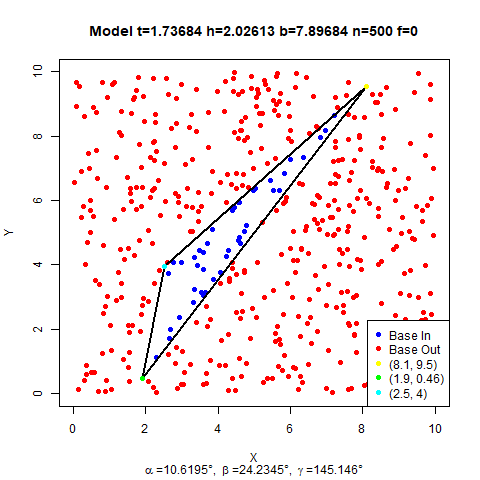 Model t=1.73684 h=2.02613 b=7.89684 n=500 f=0
10
8
6
4
2
0
Y
Base In
Base Out
(8.1, 9.5)
(1.9, 0.46)
(2.5, 4)
0 2 4 6 8 10
X
α=10.6195°, β=24.2345°, γ=145.146°